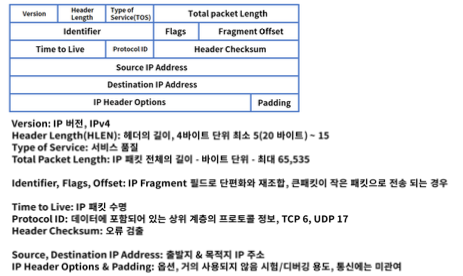 Version Header Length Type of Service(TOS) Total packet Length
Identifier Flags Fragment Offset
Time to Live Protocol ID Header Checksum
Source IP Address
Destination IP Address
IP Header Options Padding
Version: IP 버전, IPv4
Header Length(HLEN): 헤더의 길이, 4바이트 단위 최소 5(20 바이트) ~ 15
Type of Service: 서비스 품질
Total Packet Length: IP 패킷 전체의 길이 - 바이트 단위 - 최대 65,535
Identifier, Flags, Offset: IP Fragment 필드로 단편화와 재조합, 큰패킷이 작은 패킷으로 전송 되는 경우
Time to Live: IP 패킷 수명
Protocol ID: 데이터에 포함되어 있는 상위 계층의 프로토콜 정보, TCP 6, UDP 17
Header Checksum: 오류 검출
Source, Destination IP Address: 출발지 & 목적지 IP 주소
IP Header Options & Padding: 옵션, 거의 사용되지 않음 시험/디버깅 용도, 통신에는 미관여